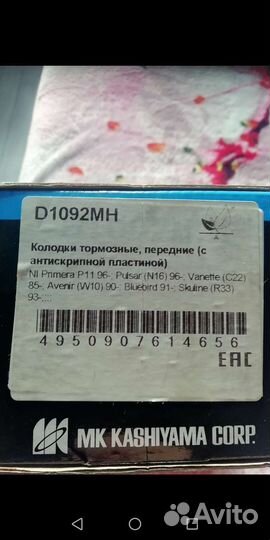 D1092MH
Колодки тормозные, передние (с
антискрипной пластиной)
NI Primera P11 96-; Pulsar (N16) 96-; Vanette (C22)
85-; Avenir (W10) 90-; Bluebird 91-; Skuline (R33)
93-;;;;
4950907614656
EAC
MK KASHIYAMA CORP.
Avito